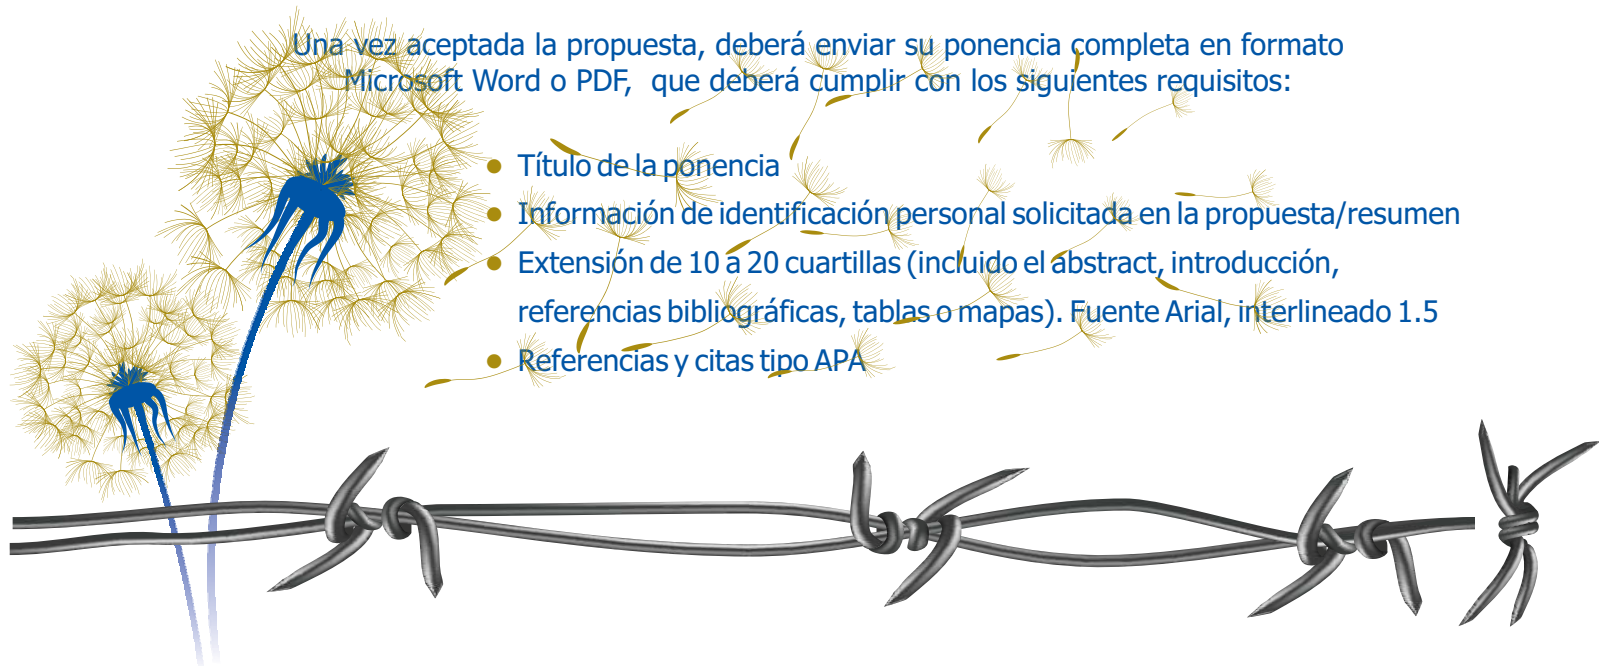 Una vez aceptada la propuesta, deberá enviar su ponencia completa en formato
Microsoft Word o PDF, que deberá cumplir con los siguientes requisitos:
• Título de la ponencia
• Información de identificación personal solicitada en la propuesta/resumen
• Extensión de 10 a 20 cuartillas (incluido el abstract, introducción,
referencias bibliográficas, tablas o mapas). Fuente Arial, interlineado 1.5
• Referencias y citas tipo APA